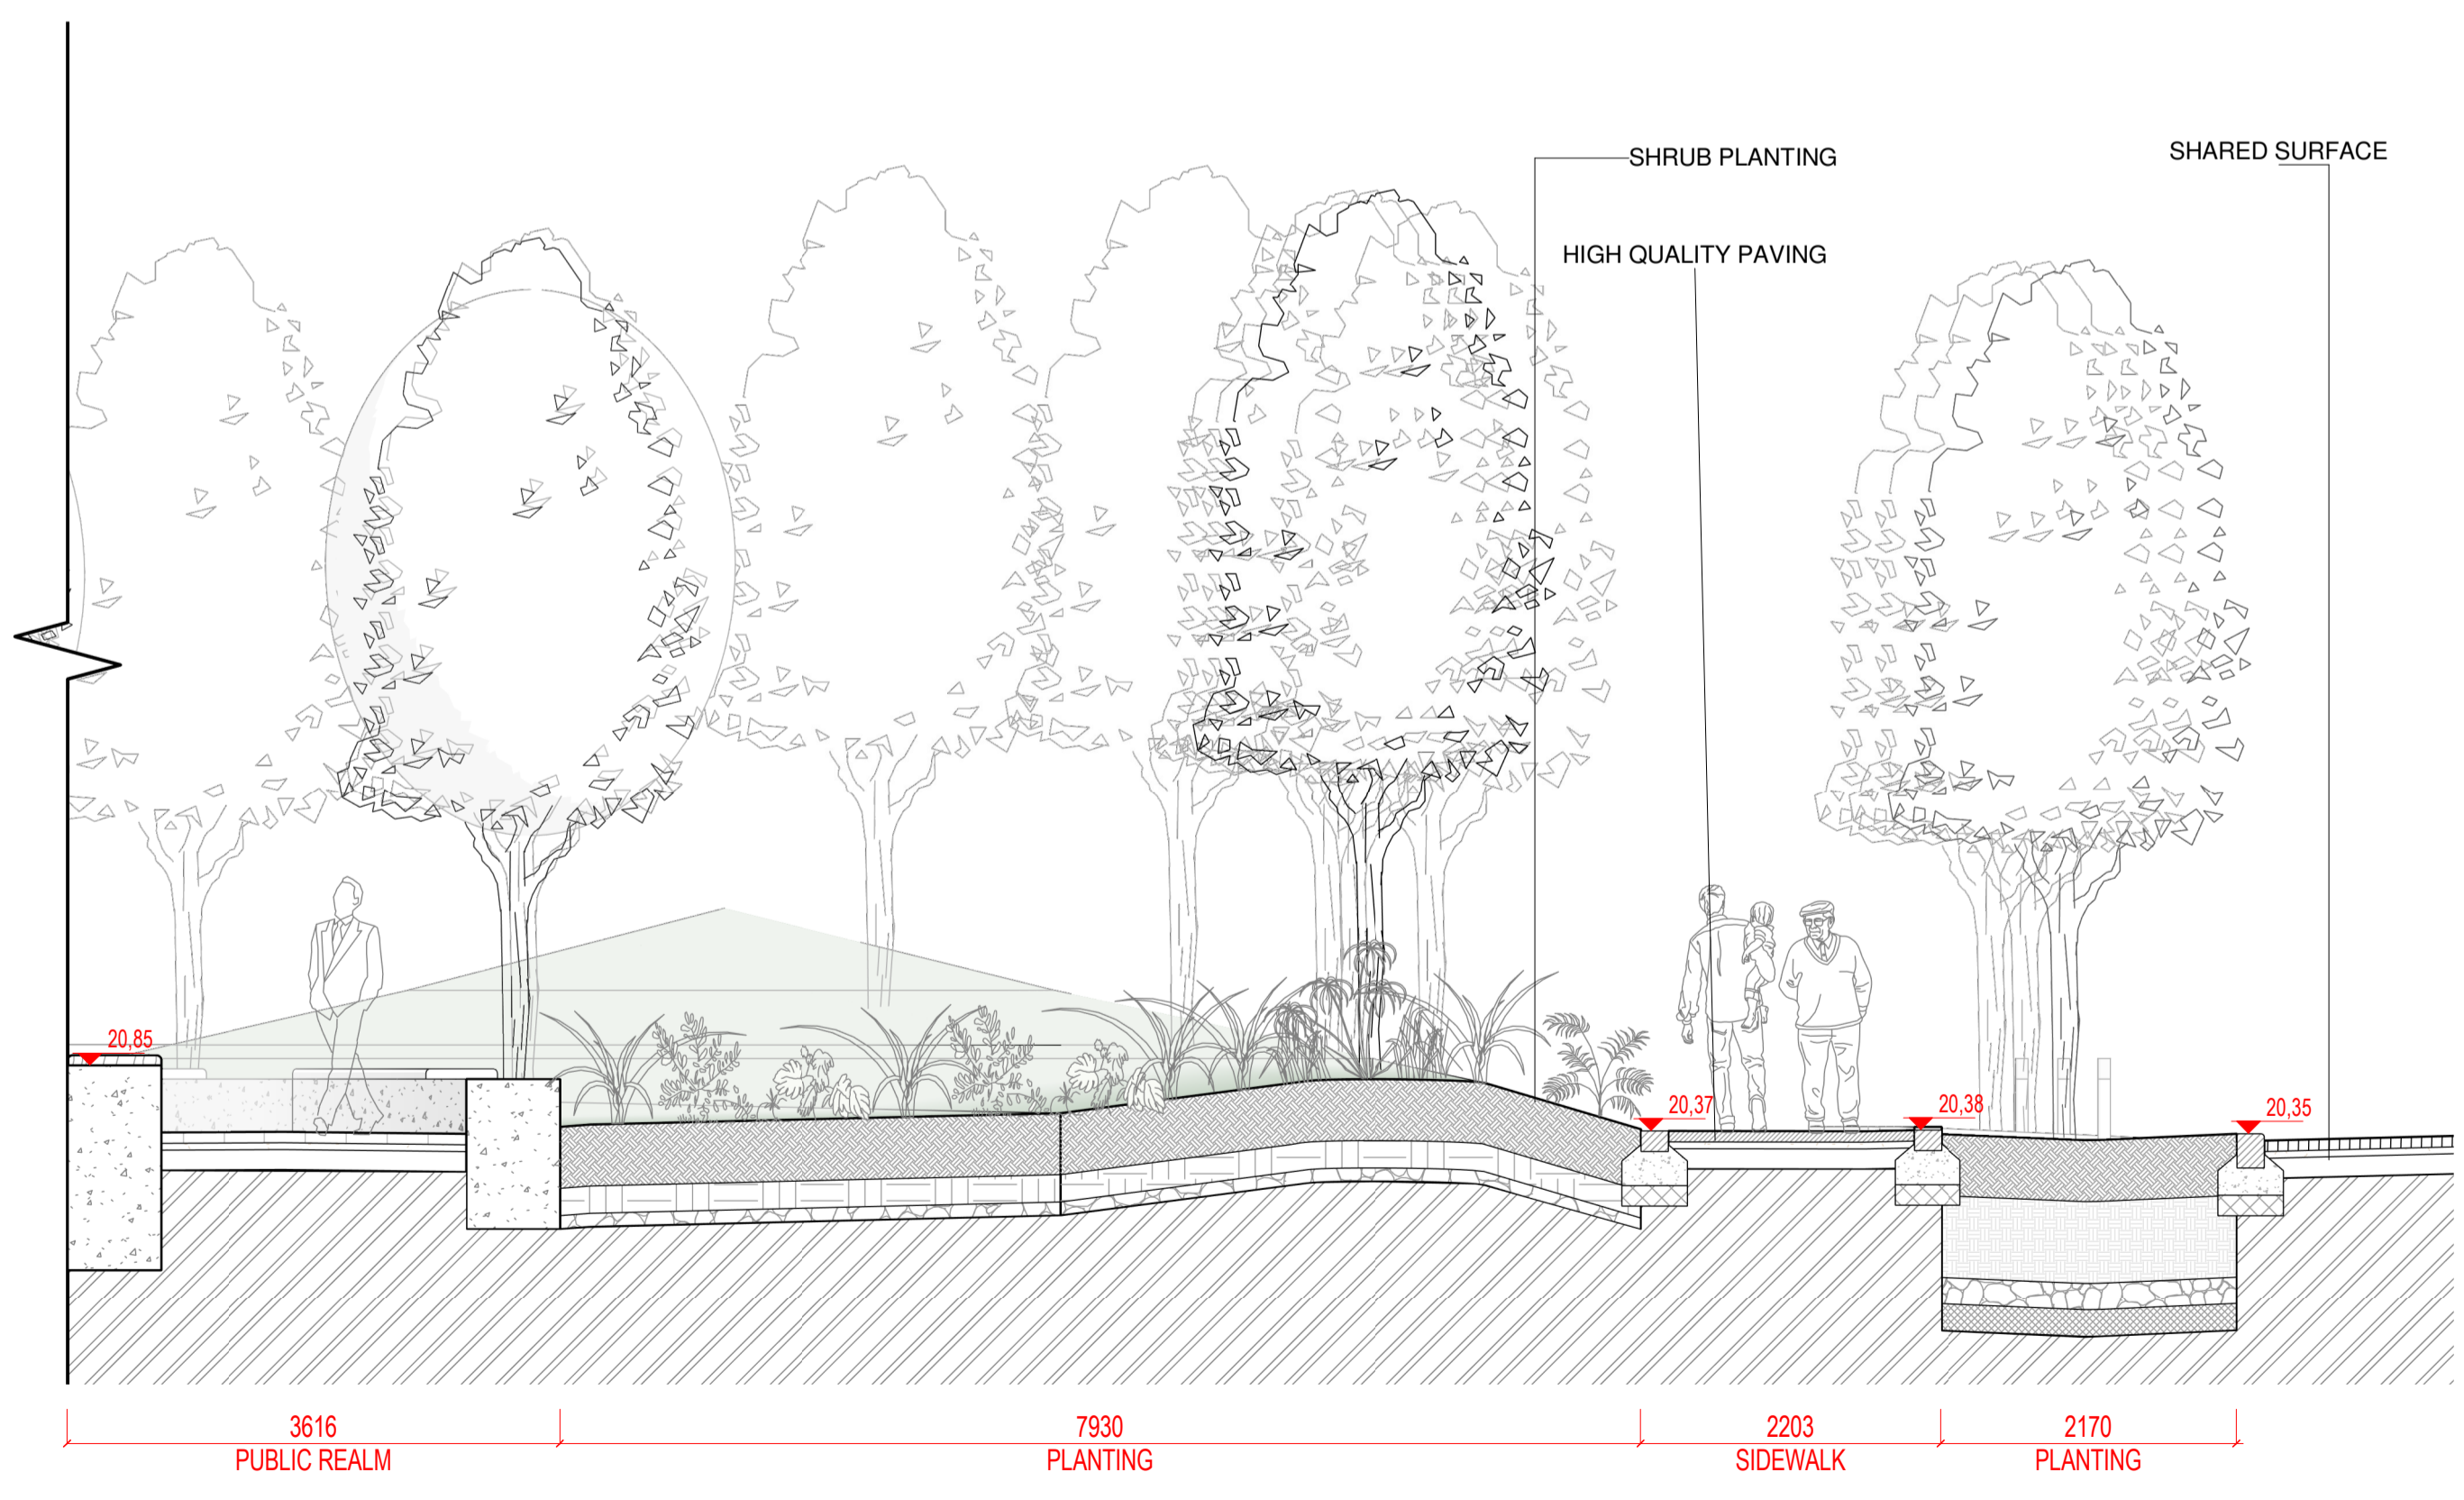 SHRUB PLANTING
SHARED SURFACE
HIGH QUALITY PAVING
20,85
20,37
20,38
20,35
3616
PUBLIC REALM
7930
PLANTING
2203
SIDEWALK
2170
PLANTING